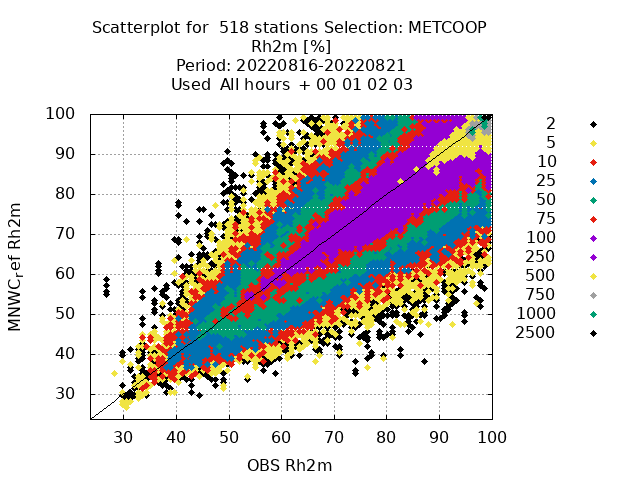 Scatterplot for 518 stations Selection: METCOOP
Rh2m [%]
Period: 20220816-20220821
Used All hours + 00 01 02 03
100
90
80
70
60
50
40
30
MNWC,ef Rh2m
30 40 50 60 70 80 90 100
OBS Rh2m
2
5
10
25
50
75
100
250
500
750
1000
2500